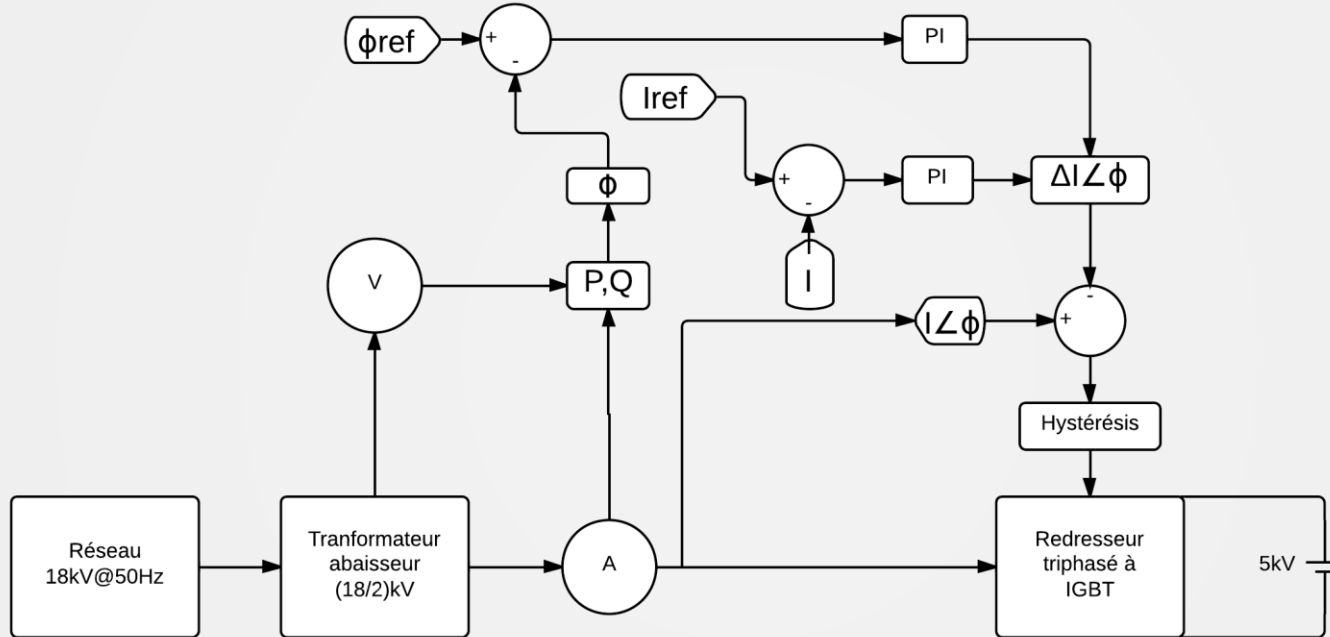 ϕref
+
-
PI
Iref
+
-
PI
ΔI∠ϕ
ϕ
I
V
P,Q
I∠ϕ
+
-
Hystérésis
Réseau
18kV@50Hz
Tranformateur
abaisseur
(18/2)kV
A
Redresseur
triphasé à
IGBT
5kV